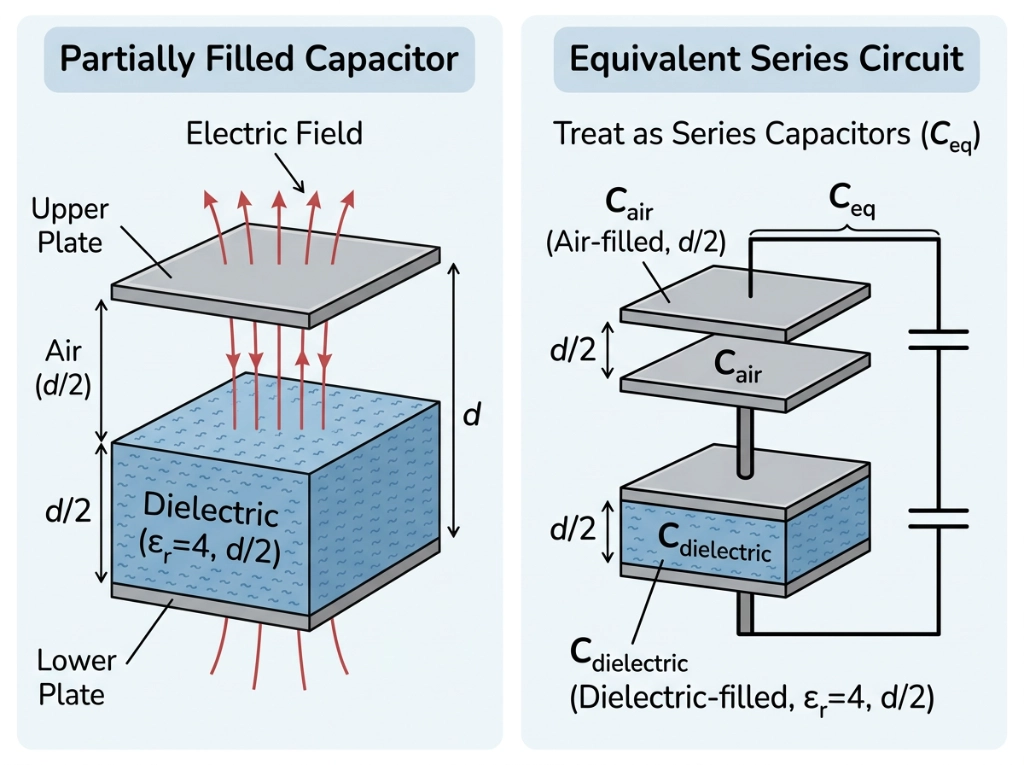 Partially Filled Capacitor
Electric Field
Upper
Plate
Air
(d/2)
d
d/2
Dielectric
(εr=4, d/2)
Lower
Plate
Equivalent Series Circuit
Treat as Series Capacitors (Ceq)
Cair
(Air-filled, d/2)
Ceq
d/2
Cair
d/2
Cdielectric
Cdielectric
(Dielectric-filled, εr=4, d/2)